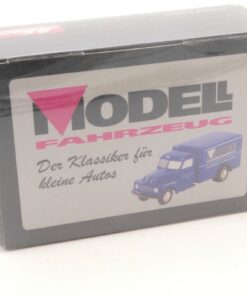 MODELL
FAHRZEUG
Der Klassiker für
kleine Autos